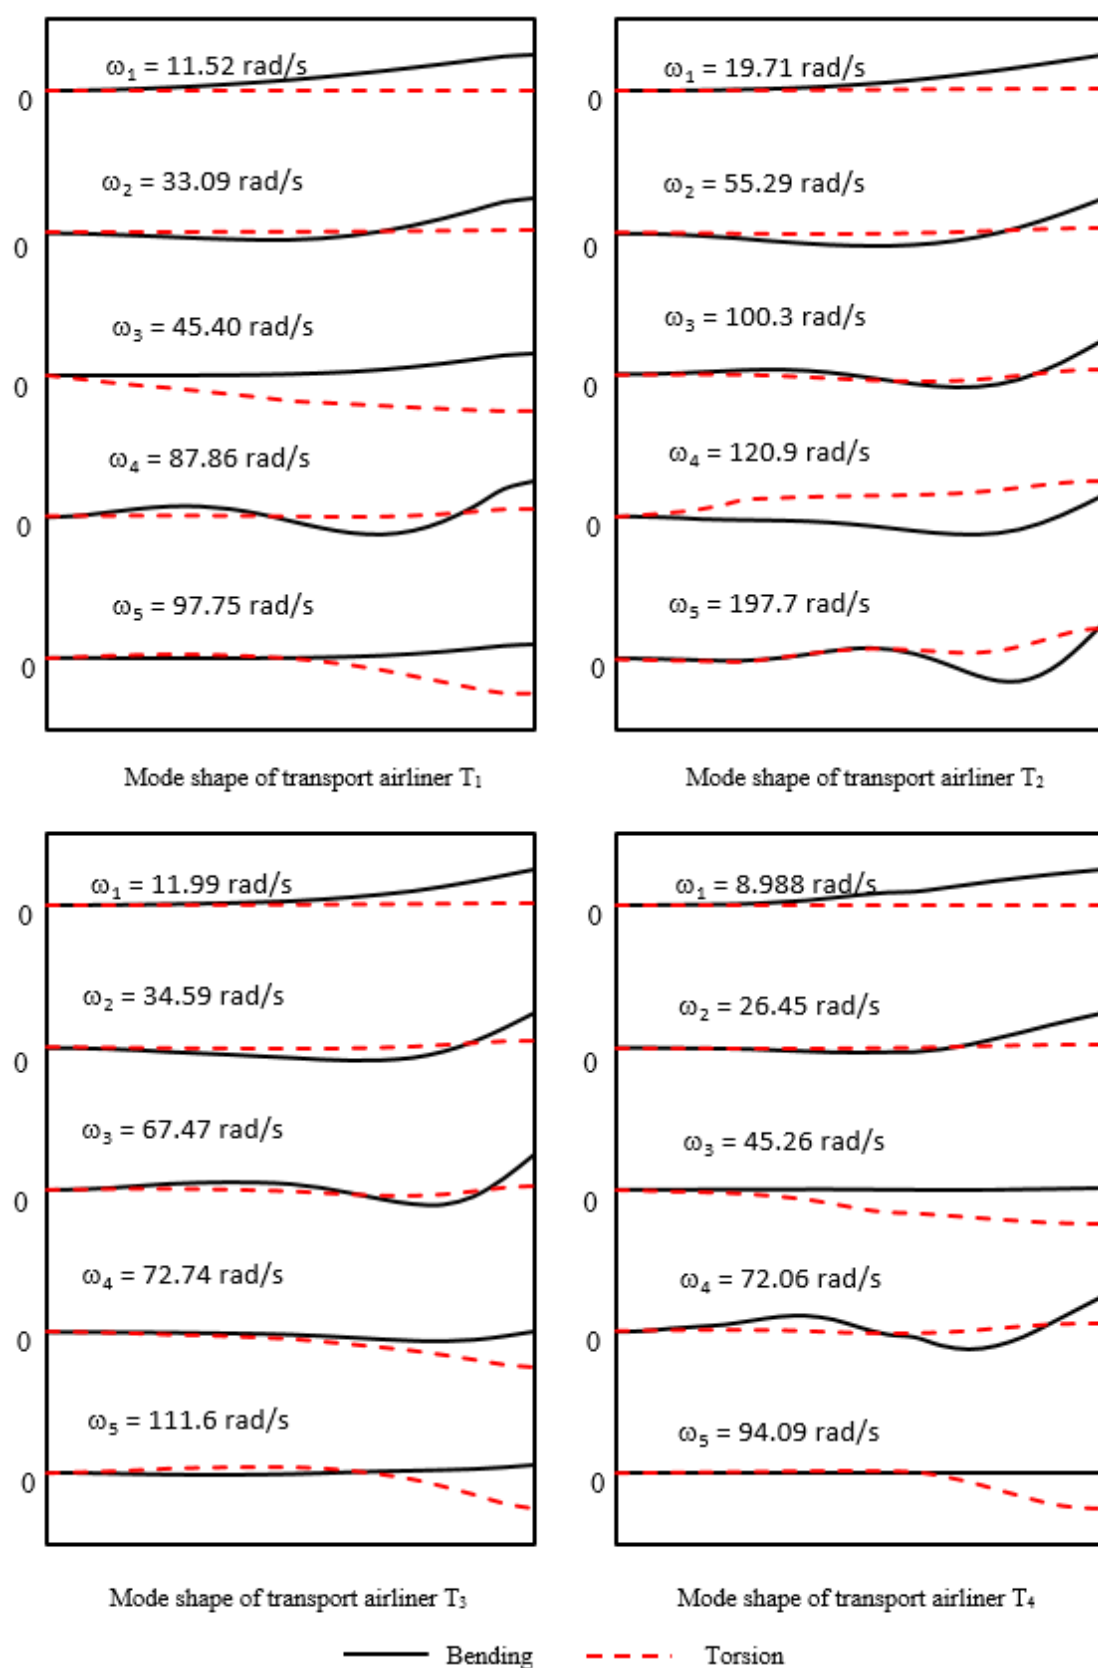 ω₁ = 11.52 rad/s
0
ω₂ = 33.09 rad/s
0
ω₃ = 45.40 rad/s
0
ω₄ = 87.86 rad/s
0
ω₅ = 97.75 rad/s
0
Mode shape of transport airliner T₁
ω₁ = 19.71 rad/s
0
ω₂ = 55.29 rad/s
0
ω₃ = 100.3 rad/s
0
ω₄ = 120.9 rad/s
0
ω₅ = 197.7 rad/s
0
Mode shape of transport airliner T₂
ω₁ = 11.99 rad/s
0
ω₂ = 34.59 rad/s
0
ω₃ = 67.47 rad/s
0
ω₄ = 72.74 rad/s
0
ω₅ = 111.6 rad/s
0
Mode shape of transport airliner T₃
ω₁ = 8.988 rad/s
0
ω₂ = 26.45 rad/s
0
ω₃ = 45.26 rad/s
0
ω₄ = 72.06 rad/s
0
ω₅ = 94.09 rad/s
0
Mode shape of transport airliner T₄
Bending
Torsion